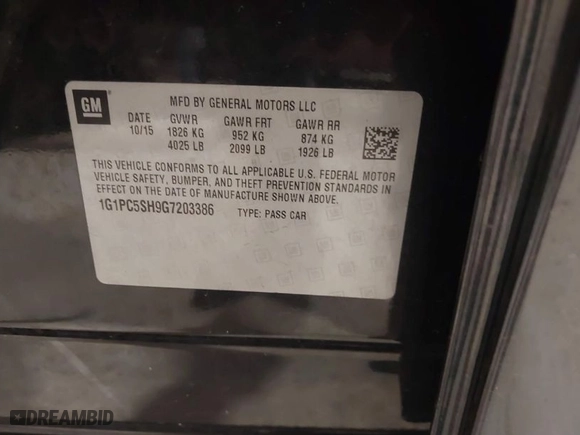 GM
MFD BY GENERAL MOTORS LLC
DATE GVWR GAWR FRT GAWR RR
10/15 1826 KG 952 KG 874 KG
4025 LB 2099 LB 1926 LB
THIS VEHICLE CONFORMS TO ALL APPLICABLE U.S. FEDERAL MOTOR
VEHICLE SAFETY, BUMPER, AND THEFT PREVENTION STANDARDS IN
EFFECT ON THE DATE OF MANUFACTURE SHOWN ABOVE.
1G1PC5SH9G7203386 TYPE: PASS CAR
DREAMBID